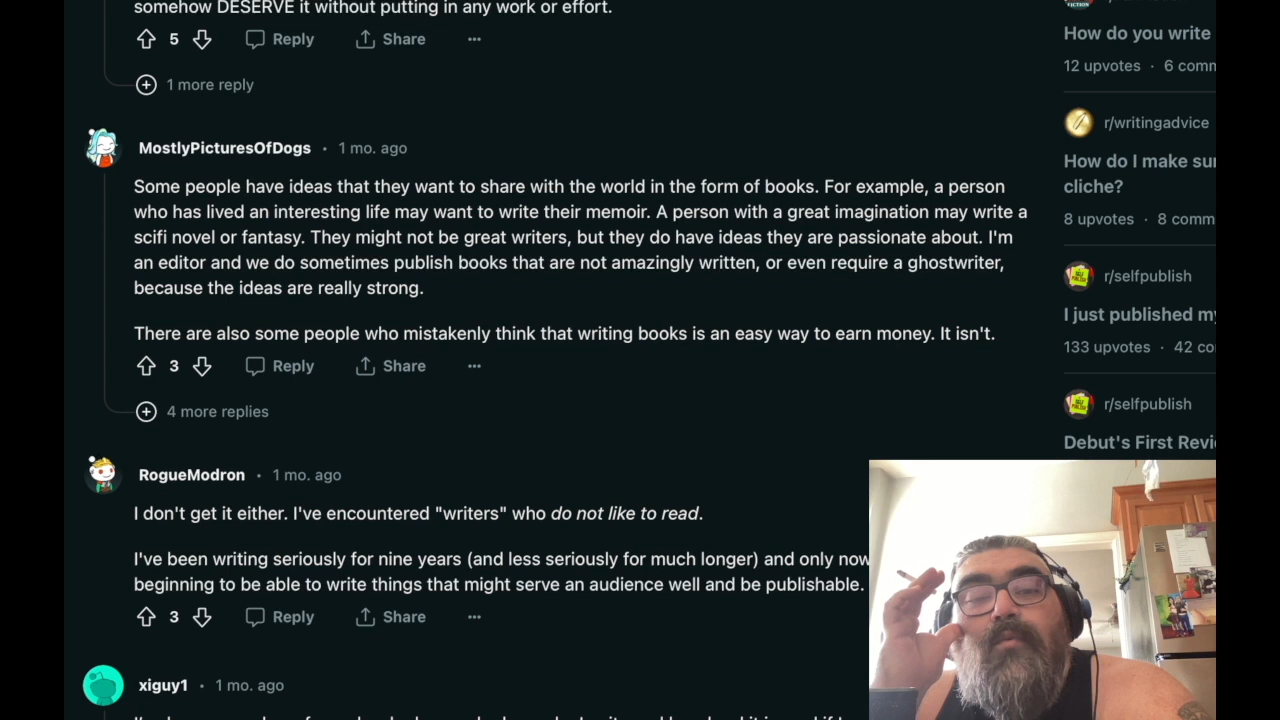 somehow DESERVE it without putting in any work or effort.
5 Reply Share
1 more reply
MostlyPicturesOfDogs • 1 mo. ago
Some people have ideas that they want to share with the world in the form of books. For example, a person
who has lived an interesting life may want to write their memoir. A person with a great imagination may write a
scifi novel or fantasy. They might not be great writers, but they do have ideas they are passionate about. I'm
an editor and we do sometimes publish books that are not amazingly written, or even require a ghostwriter,
because the ideas are really strong.
There are also some people who mistakenly think that writing books is an easy way to earn money. It isn't.
3 Reply Share
4 more replies
RogueModron • 1 mo. ago
I don't get it either. I've encountered "writers" who do not like to read.
I've been writing seriously for nine years (and less seriously for much longer) and only now
beginning to be able to write things that might serve an audience well and be publishable.
3 Reply Share
xiguy1 • 1 mo. ago
How do you write
12 upvotes · 6 comm
r/writingadvice
How do I make sur
cliche?
8 upvotes · 8 comm
r/selfpublish
I just published my
133 upvotes · 42 co
r/selfpublish
Debut's First Revi